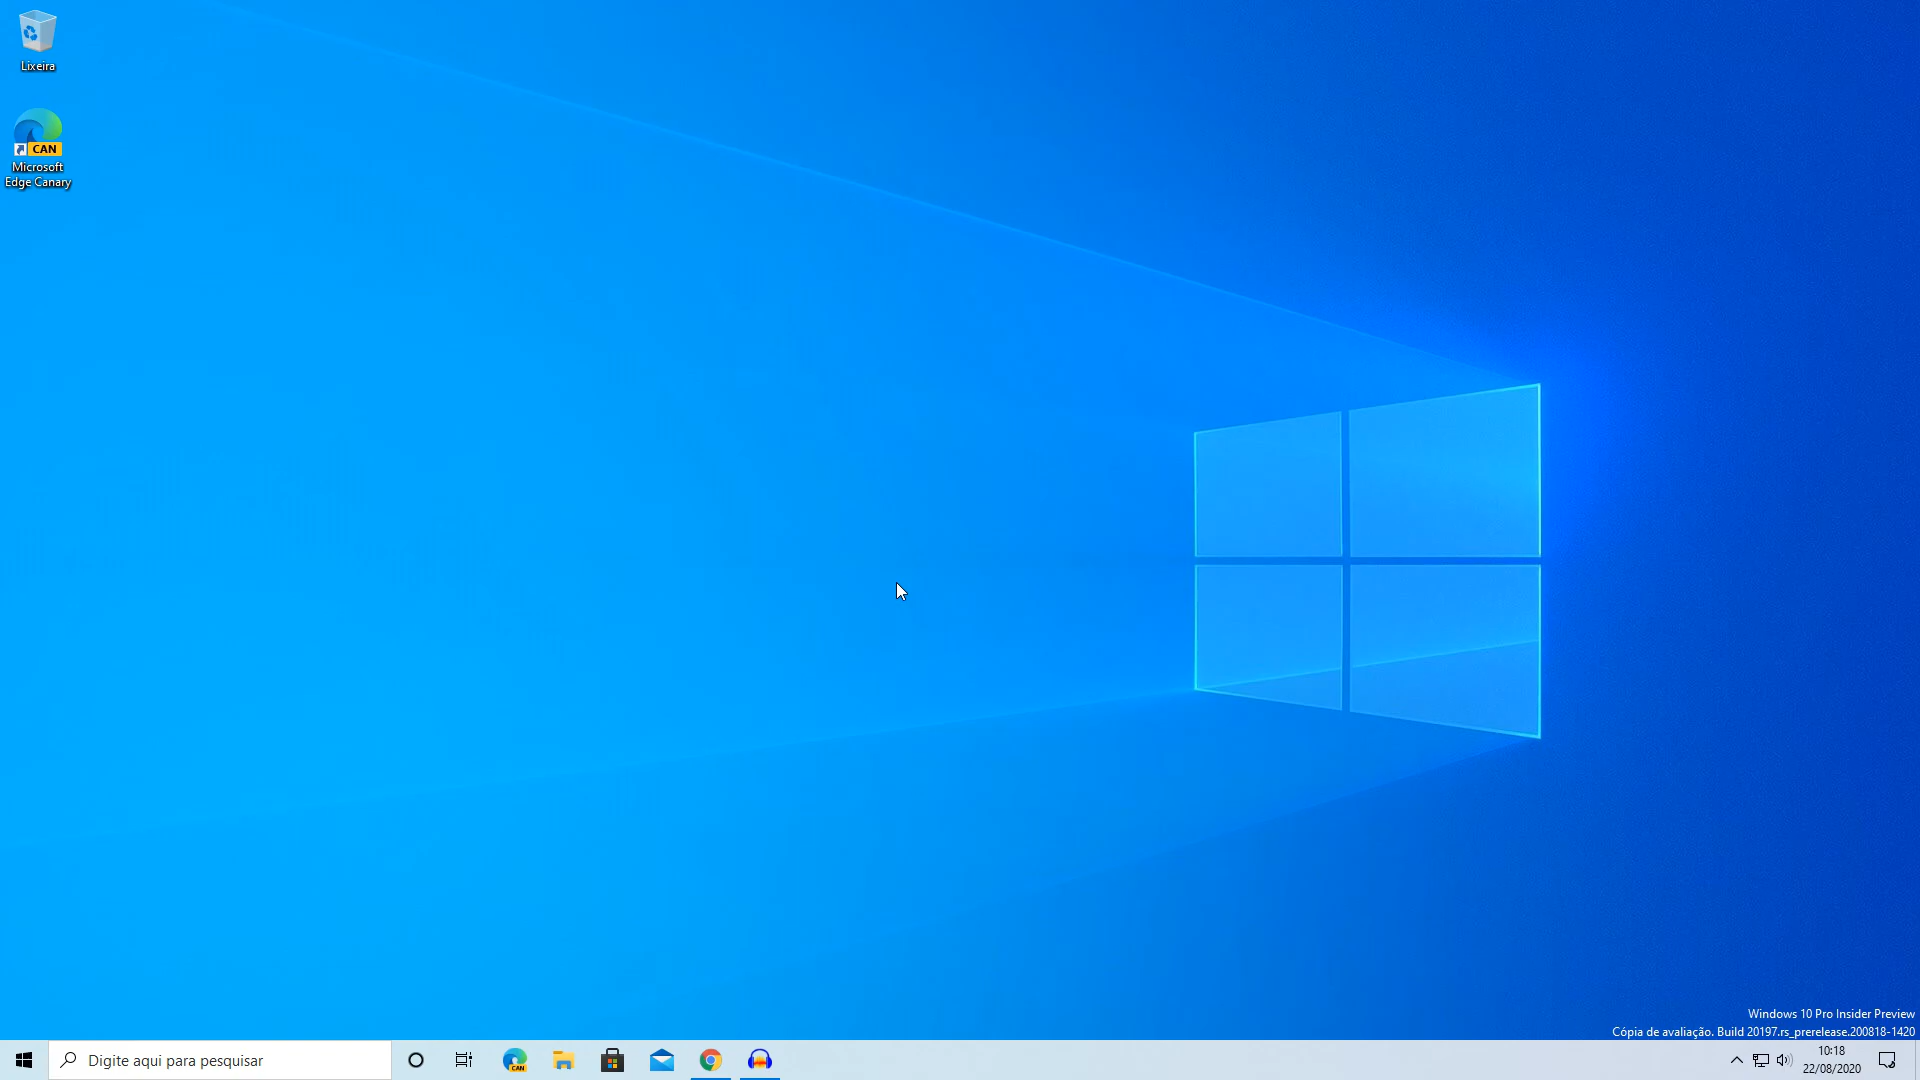 Lixeira
CAN
Microsoft
Edge Canary
Windows 10 Pro Insider Preview
Cópia de avaliação. Build 20197.rs_prerelease.200818-1420
Digite aqui para pesquisar
CAN
10:18
22/08/2020